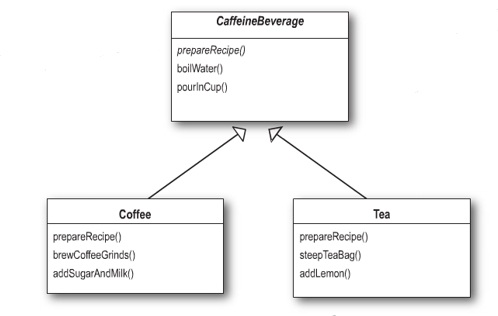 CaffeineBeverage
prepareRecipe()
boilWater()
pourInCup()
Coffee
prepareRecipe()
brewCoffeeGrinds()
addSugarAndMilk()
Tea
prepareRecipe()
steepTeaBag()
addLemon()